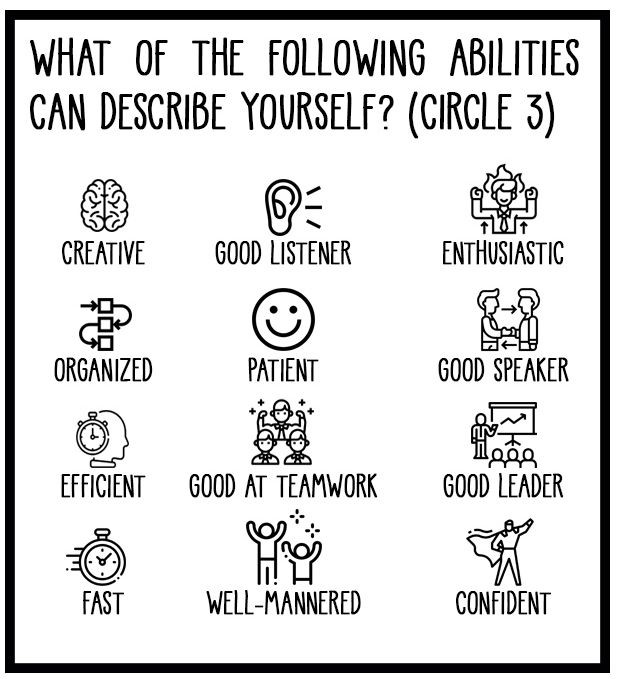 WHAT OF THE FOLLOWING ABILITIES
CAN DESCRIBE YOURSELF? (CIRCLE 3)
CREATIVE
GOOD LISTENER
ENTHUSIASTIC
ORGANIZED
PATIENT
GOOD SPEAKER
EFFICIENT
GOOD AT TEAMWORK
GOOD LEADER
FAST
WELL-MANNERED
CONFIDENT